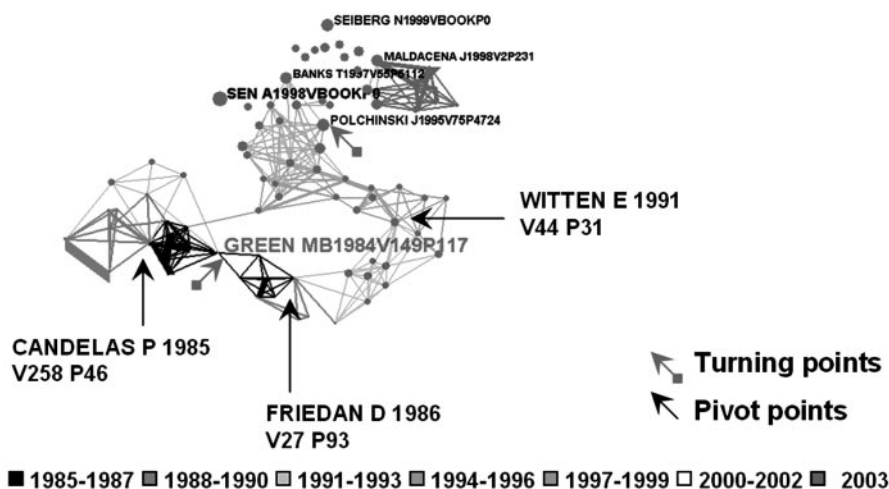 SEIBERG N1999VBOOKP0
MALDACENA J1998V2P231
BANKS T1997V55P5112
SEN A1998VBOOKP0
POLCHINSKI J1995V75P4724
WITTEN E 1991
V44 P31
GREEN MB1984V149P117
CANDELAS P 1985
V258 P46
FRIEDAN D 1986
V27 P93
Turning points
Pivot points
1985-1987 1988-1990 1991-1993 1994-1996 1997-1999 2000-2002 2003